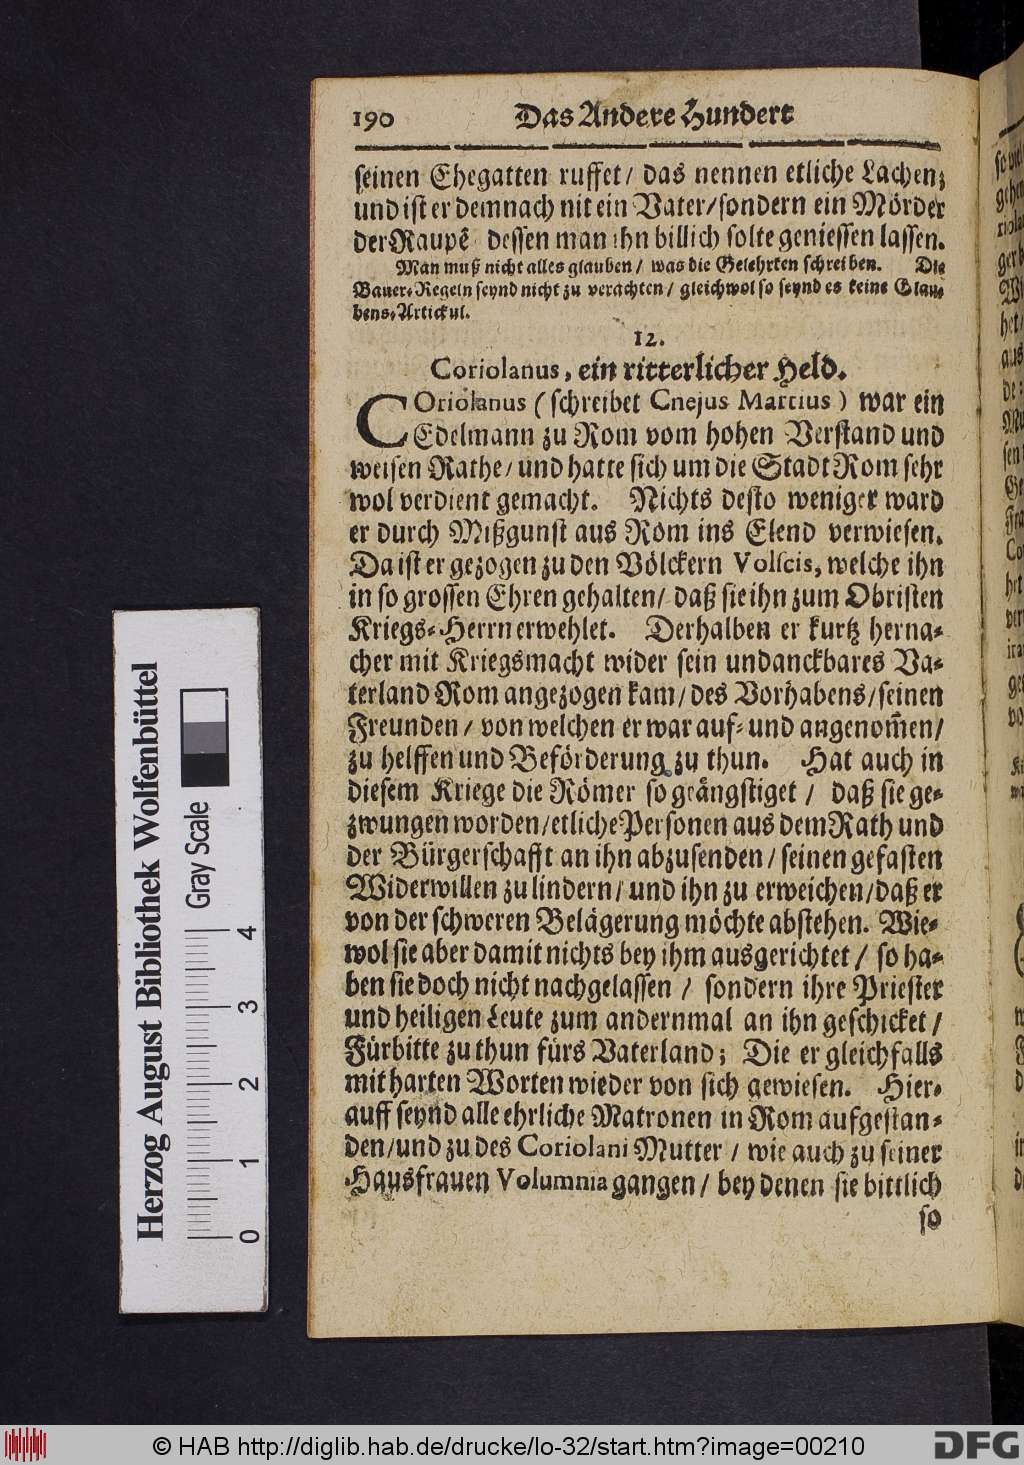 190 Das Andere Hundert
seinen Ehegatten ruffet / das nennen etliche Lachen;
und ist er demnach nit ein Vater / sondern ein Mörder
der Raupẽ dessen man ihn billich solte geniessen lassen.
Man muß nicht alles glauben / was die Gelehrten schreiben. Die
Bauer-Regeln seynd nicht zu verachten / gleichwol so seynd es keine Glau-
bens-Artickul.
12.
Coriolanus, ein ritterlicher Held.
COriolanus (schreibet Cnejus Martius) war ein
Edelmann zu Rom vom hohen Verstand und
weisen Rathe / und hatte sich um die Stadt Rom sehr
wol verdient gemacht. Nichts desto weniger ward
er durch Mißgunst aus Rom ins Elend verwiesen.
Da ist er gezogen zu den Völckern Volscis, welche ihn
in so grossen Ehren gehalten / daß sie ihn zum Obristen
Kriegs-Herrn erwehlet. Derhalben er kurtz herna-
cher mit Kriegsmacht wider sein undanckbares Va-
terland Rom angezogen kam / des Vorhabens / seinen
Freunden / von welchen er war auf- und angenom̃en /
zu helffen und Beförderung zu thun. Hat auch in
diesem Kriege die Römer so geängstiget / daß sie ge-
zwungen worden / etliche Personen aus dem Rath und
der Bürgerschafft an ihn abzusenden / seinen gefasten
Widerwillen zu lindern / und ihn zu erweichen / daß er
von der schweren Belägerung möchte abstehen. Wie-
wol sie aber damit nichts bey ihm ausgerichtet / so ha-
ben sie doch nicht nachgelassen / sondern ihre Priester
und heiligen Leute zum andernmal an ihn geschicket /
Fürbitte zu thun fürs Vaterland; Die er gleichfalls
mit harten Worten wieder von sich gewiesen. Hier-
auff seynd alle ehrliche Matronen in Rom aufgestan-
den / und zu des Coriolani Mutter / wie auch zu seiner
Hausfrauen Volumnia gangen / bey denen sie bittlich
so
Herzog August Bibliothek Wolfenbüttel
Gray Scale
0 1 2 3 4
© HAB http://diglib.hab.de/drucke/lo-32/start.htm?image=00210
DFG